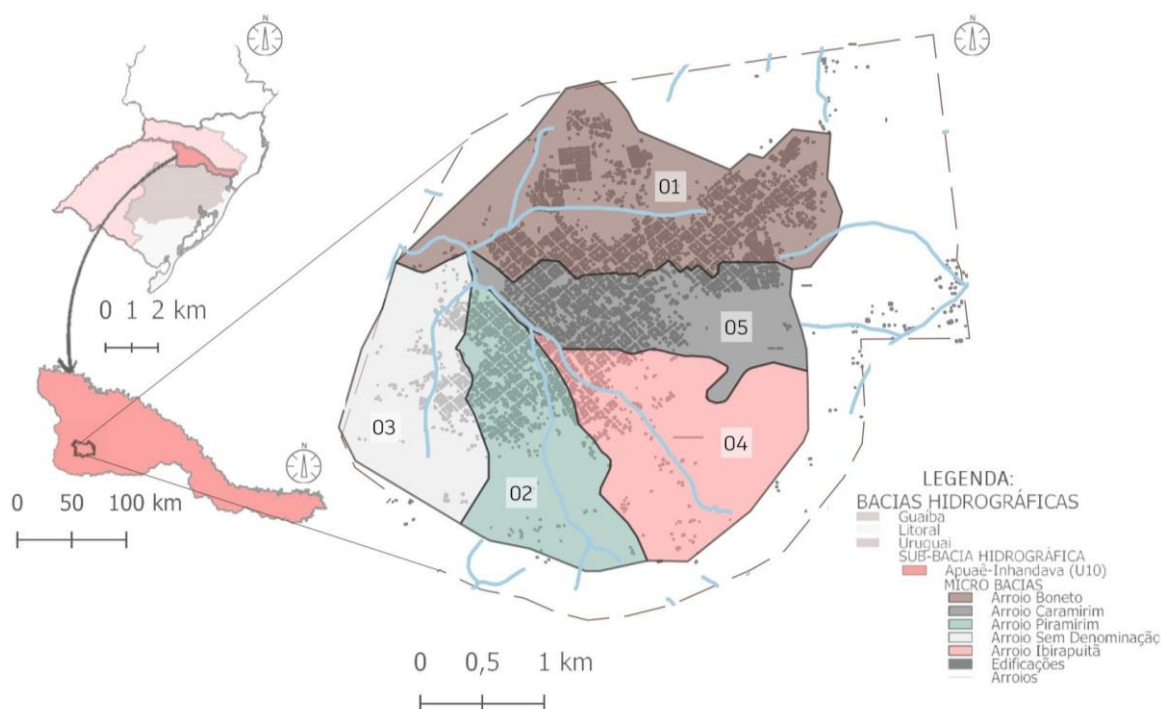 N
N
01
05
03
04
02
0 1 2 km
N
0 50 100 km
0 0,5 1 km
LEGENDA:
BACIAS HIDROGRÁFICAS
Guaíba
Litoral
Uruguai
SUB-BACIA HIDROGRÁFICA
Apuaê-Inhandava (U10)
MICRO BACIAS
Arroio Boneto
Arroio Caramirim
Arroio Piramirim
Arroio Sem Denominaçã
Arroio Ibirapuitã
Edificações
Arroios